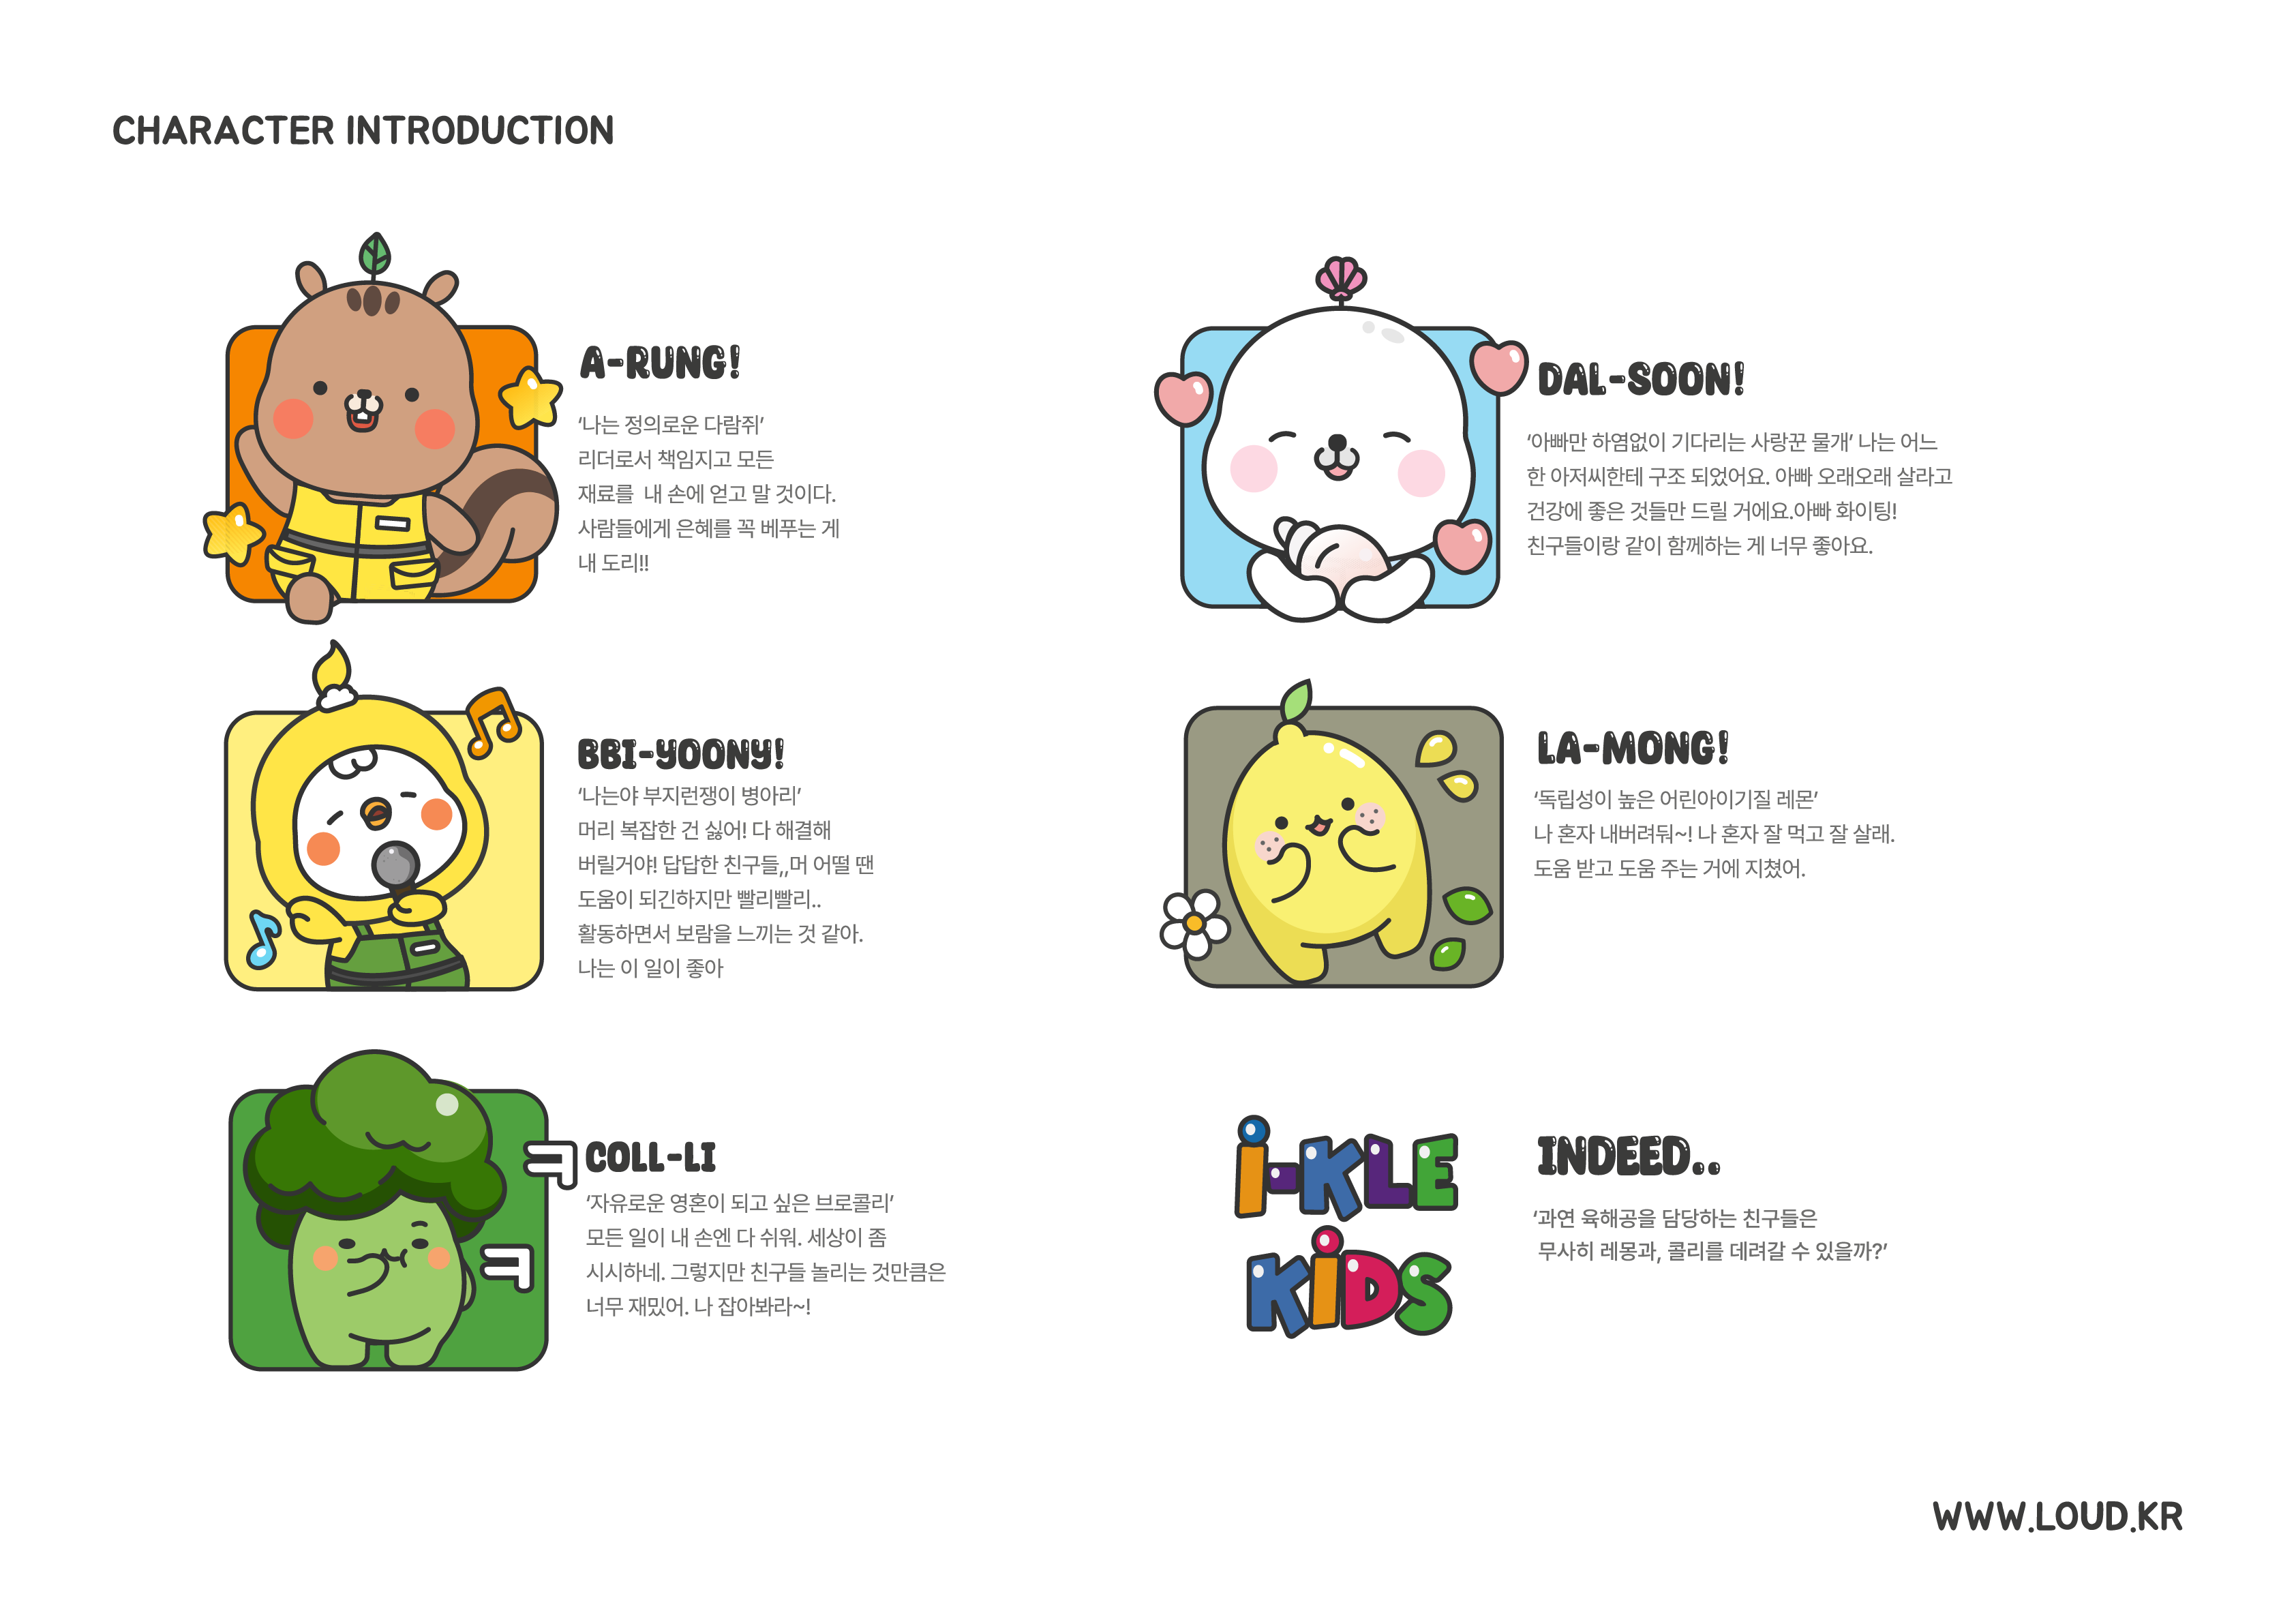 CHARACTER INTRODUCTION
A-RUNG!
‘나는 정의로운 다람쥐’
리더로서 책임지고 모든
재료를 내 손에 얻고 말 것이다.
사람들에게 은혜를 꼭 베푸는 게
내 도리!!
DAL-SOON!
‘아빠만 하염없이 기다리는 사랑꾼 물개’ 나는 어느
한 아저씨한테 구조 되었어요. 아빠 오래오래 살라고
건강에 좋은 것들만 드릴 거에요.아빠 화이팅!
친구들이랑 같이 함께하는 게 너무 좋아요.
BBI-YOONY!
‘나는야 부지런쟁이 병아리’
머리 복잡한 건 싫어! 다 해결해
버릴거야! 답답한 친구들,,머 어떨 땐
도움이 되긴하지만 빨리빨리..
활동하면서 보람을 느끼는 것 같아.
나는 이 일이 좋아
LA-MONG!
‘독립성이 높은 어린아이기질 레몬’
나 혼자 내버려둬~! 나 혼자 잘 먹고 잘 살래.
도움 받고 도움 주는 거에 지쳤어.
ㅋ
ㅋ
COLL-LI
‘자유로운 영혼이 되고 싶은 브로콜리’
모든 일이 내 손엔 다 쉬워. 세상이 좀
시시하네. 그렇지만 친구들 놀리는 것만큼은
너무 재밌어. 나 잡아봐라~!
i-KLE
KiDS
INDEED..
‘과연 육해공을 담당하는 친구들은
무사히 레몽과, 콜리를 데려갈 수 있을까?’
WWW.LOUD.KR